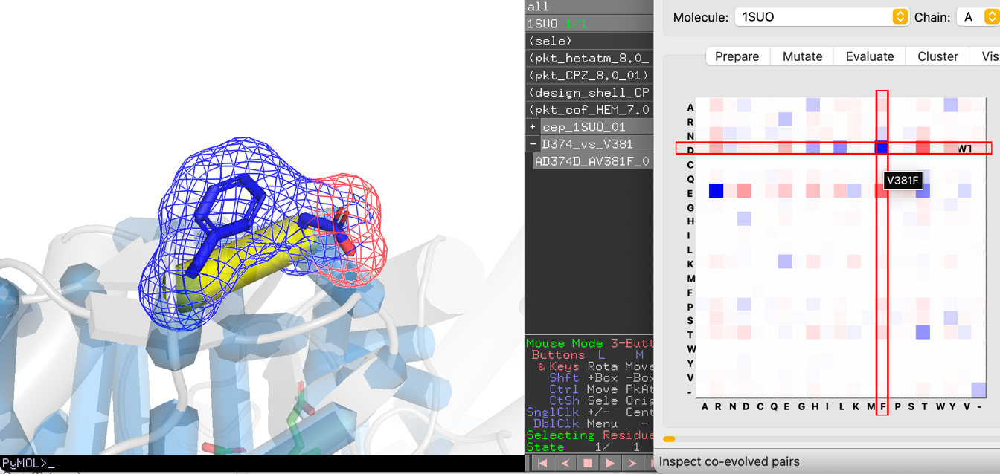 all
1SUO 1/1
(sele)
(pkt_hetatm_8.0_
(pkt_CPZ_8.0_01)
(design_shell_CP
(pkt_cof_HEM_7.0
+ cep_1SUO_01
- D374_vs_V381
AD374D_AV381F_0
Mouse Mode 3-Butt
Buttons L M
& Keys Rota Move
Shft +Box -Box
Ctrl Move PkAt
CtSh Sele Orig
SnglClk +/- Cent
DblClk Menu -
Selecting Residue
State 1/ 1
PyMOL>_
Molecule: 1SUO Chain: A
Prepare Mutate Evaluate Cluster Vis
A
R
N
D WT
C
Q
V381F
E
G
H
I
L
K
M
F
P
S
T
W
Y
V
-
A R N D C Q E G H I L K M F P S T W Y V -
Inspect co-evolved pairs